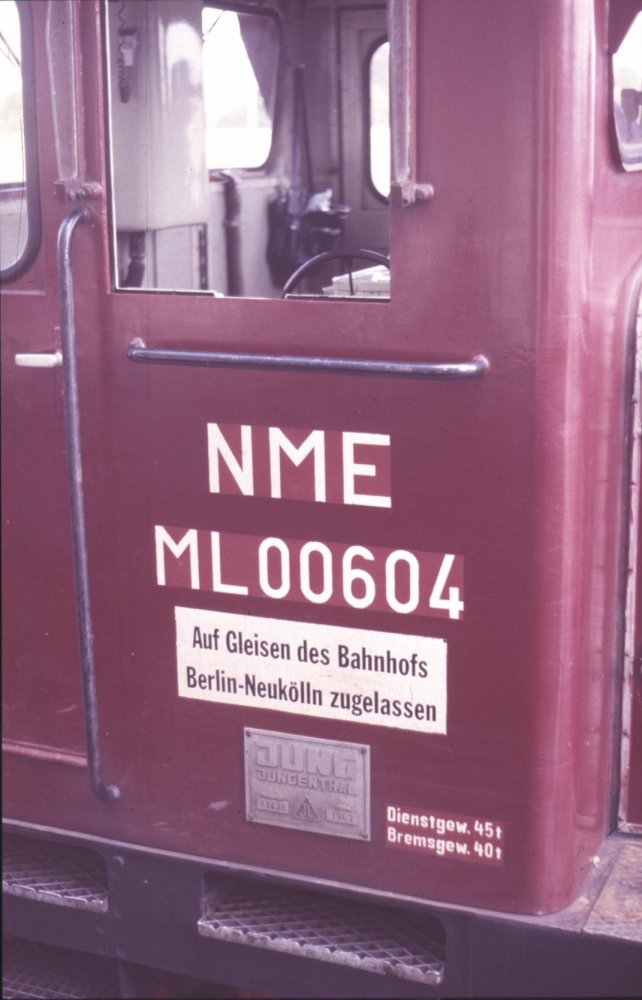 NME
ML00604
Auf Gleisen des Bahnhofs
Berlin-Neukölln zugelassen
JUNG
JUNGENTHAL
Dienstgew. 45t
Bremsgew. 40t